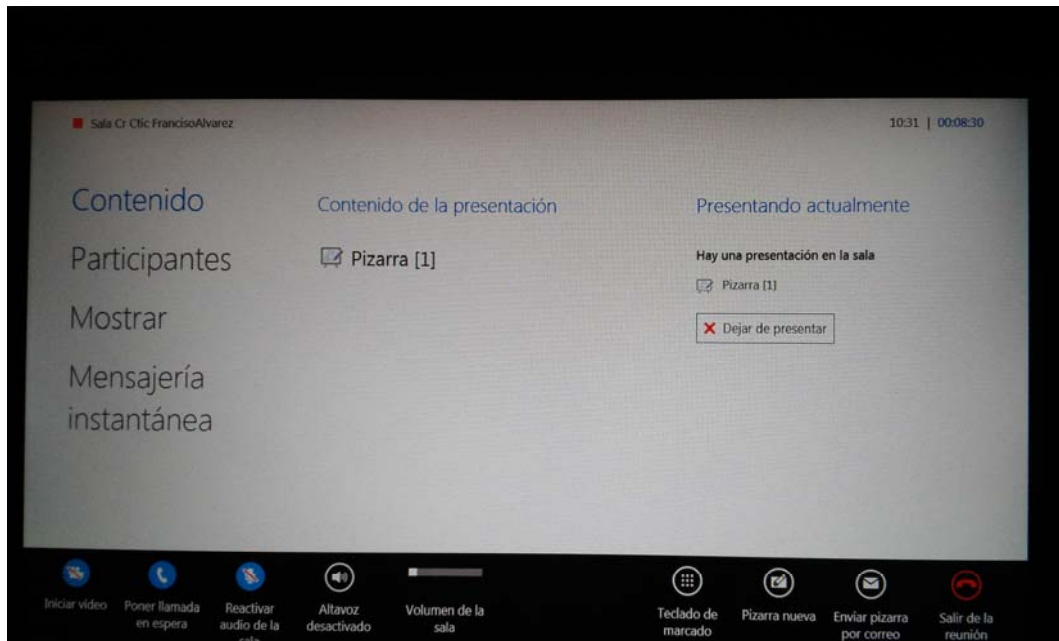 Sala Cr Ctic FrancisoAlvarez
10:31 | 00:08:30
Contenido
Participantes
Mostrar
Mensajería
instantánea
Contenido de la presentación
Pizarra [1]
Presentando actualmente
Hay una presentación en la sala
Pizarra [1]
Dejar de presentar
Iniciar vídeo
Poner llamada
en espera
Reactivar
audio de la
sala
Altavoz
desactivado
Volumen de la
sala
Teclado de
marcado
Pizarra nueva
Enviar pizarra
por correo
Salir de la
reunión